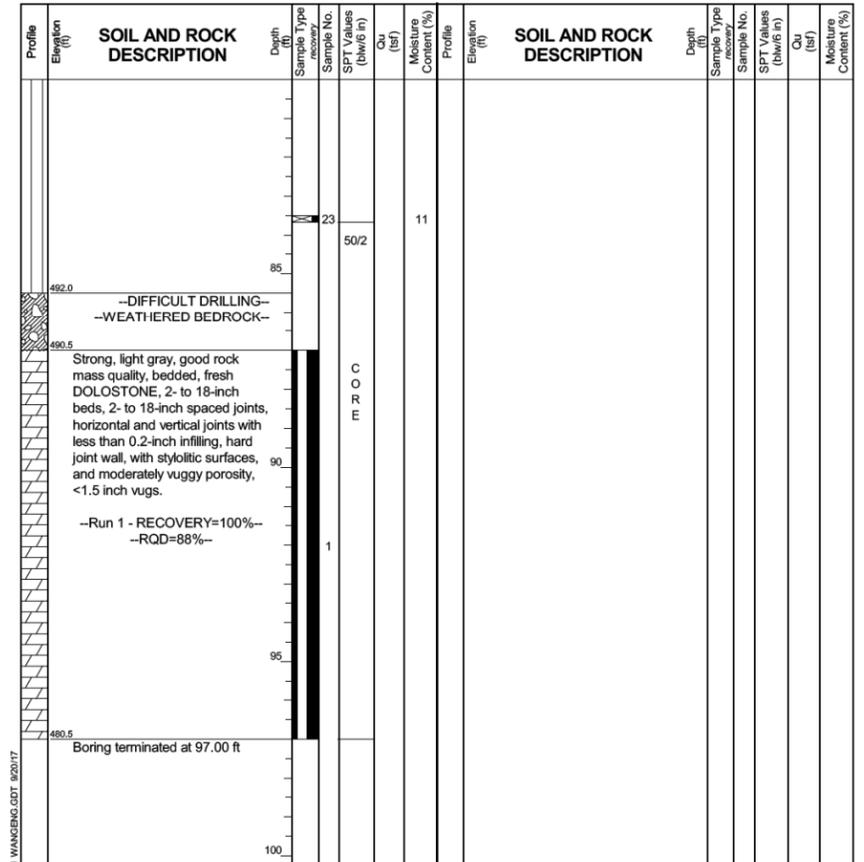 Profile
Elevation (ft)
SOIL AND ROCK
DESCRIPTION
Depth (ft)
Sample Type
recovery
Sample No.
SPT Values
(blw/6 in)
Qu
(tsf)
Moisture
Content (%)
Profile
Elevation (ft)
SOIL AND ROCK
DESCRIPTION
Depth (ft)
Sample Type
recovery
Sample No.
SPT Values
(blw/6 in)
Qu
(tsf)
Moisture
Content (%)
23
11
50/2
85
492.0
--DIFFICULT DRILLING--
--WEATHERED BEDROCK--
490.5
Strong, light gray, good rock
mass quality, bedded, fresh
DOLOSTONE, 2- to 18-inch
beds, 2- to 18-inch spaced joints,
horizontal and vertical joints with
less than 0.2-inch infilling, hard
joint wall, with stylolitic surfaces,
and moderately vuggy porosity,
<1.5 inch vugs.
C
O
R
E
90
--Run 1 - RECOVERY=100%--
--RQD=88%--
1
95
480.5
Boring terminated at 97.00 ft
100
WANGENG.GDT 9/20/17